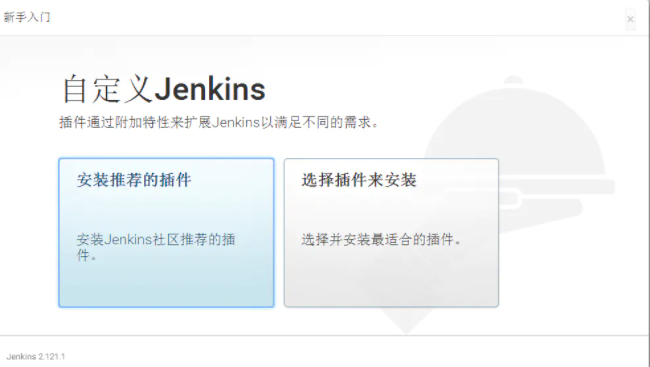 新手入门
×
自定义Jenkins
插件通过附加特性来扩展Jenkins以满足不同的需求。
安装推荐的插件
安装Jenkins社区推荐的插
件。
选择插件来安装
选择并安装最适合的插件。
Jenkins 2.121.1